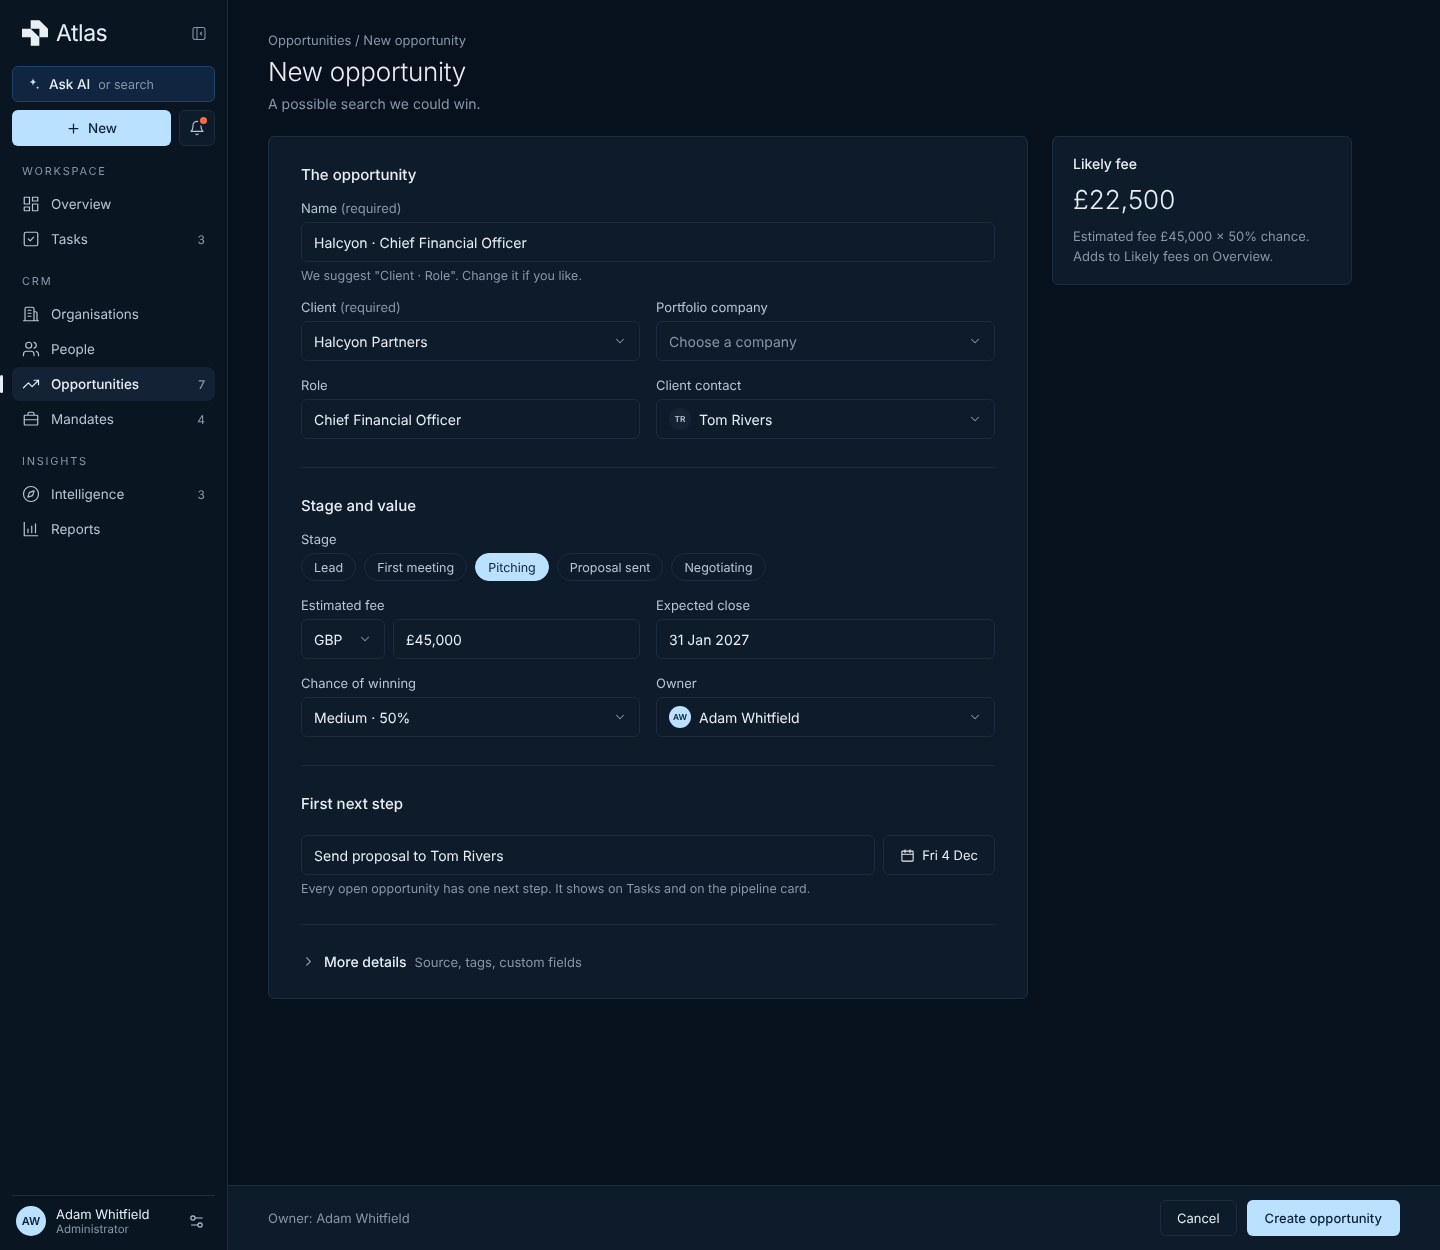 Atlas
Ask AI or search
New
WORKSPACE
Overview
Tasks 3
CRM
Organisations
People
Opportunities 7
Mandates 4
INSIGHTS
Intelligence 3
Reports
AW Adam Whitfield
Administrator
Opportunities / New opportunity
New opportunity
A possible search we could win.
The opportunity
Name (required)
Halcyon · Chief Financial Officer
We suggest "Client · Role". Change it if you like.
Client (required) Portfolio company
Halcyon Partners Choose a company
Role Client contact
Chief Financial Officer TR Tom Rivers
Stage and value
Stage
Lead First meeting Pitching Proposal sent Negotiating
Estimated fee Expected close
GBP £45,000 31 Jan 2027
Chance of winning Owner
Medium · 50% AW Adam Whitfield
First next step
Send proposal to Tom Rivers Fri 4 Dec
Every open opportunity has one next step. It shows on Tasks and on the pipeline card.
More details Source, tags, custom fields
Likely fee
£22,500
Estimated fee £45,000 × 50% chance.
Adds to Likely fees on Overview.
Owner: Adam Whitfield Cancel Create opportunity